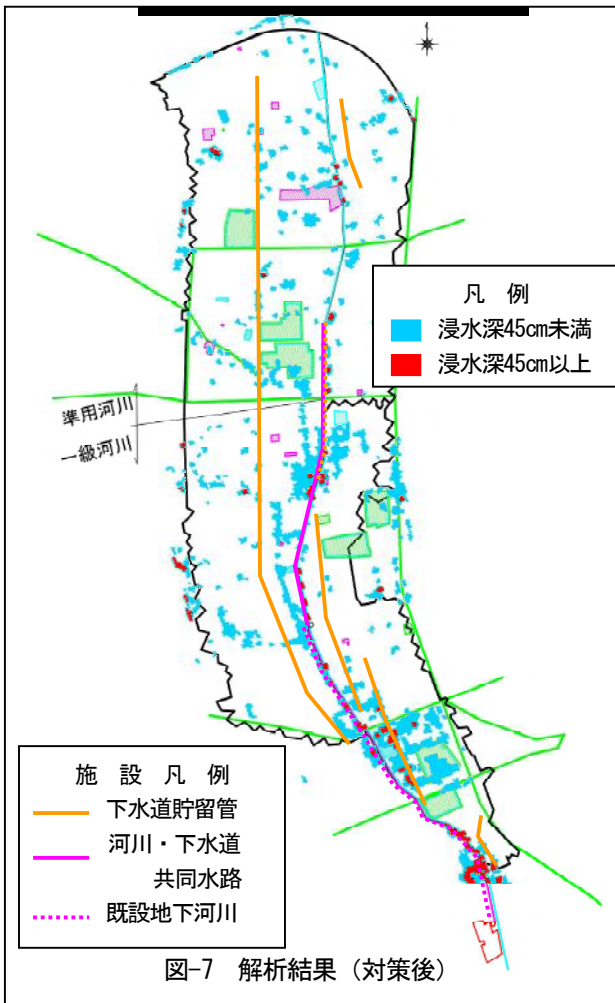 凡 例
浸水深45cm未満
浸水深45cm以上
準用河川
一級河川
施 設 凡 例
下水道貯留管
河川・下水道
共同水路
既設地下河川
図-7 解析結果（対策後）